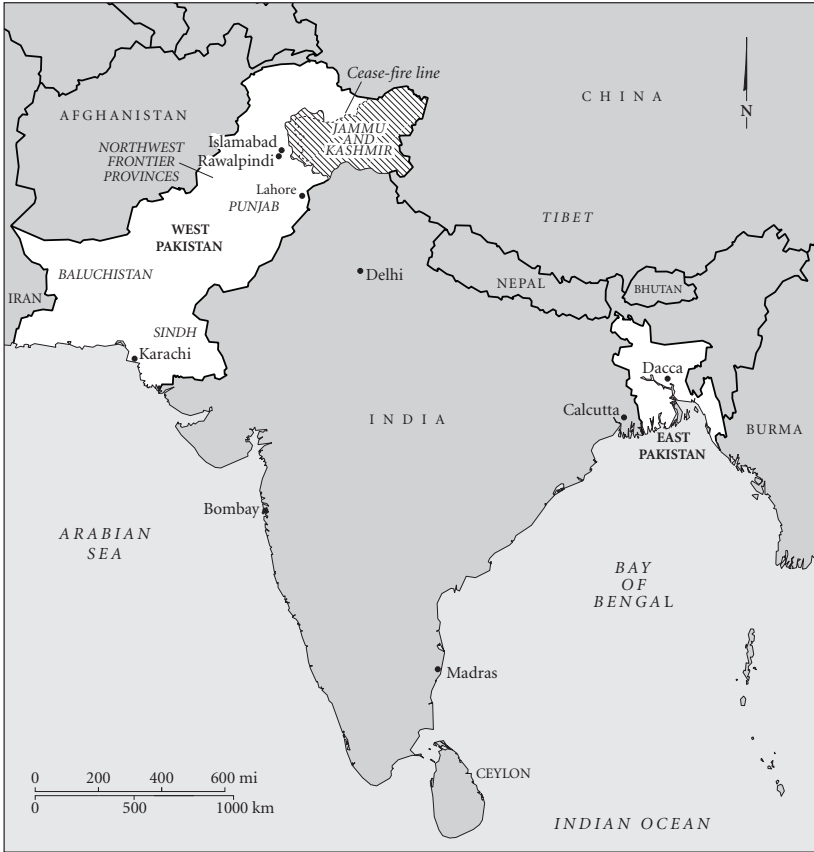 Cease-fire line
CHINA
N
AFGHANISTAN
JAMMU
AND
KASHMIR
Islamabad
Rawalpindi
NORTHWEST
FRONTIER
PROVINCES
Lahore
PUNJAB
WEST
PAKISTAN
TIBET
BALUCHISTAN
Delhi
NEPAL
BHUTAN
IRAN
SINDH
Karachi
Dacca
INDIA
Calcutta
EAST
PAKISTAN
BURMA
Bombay
ARABIAN
SEA
BAY
OF
BENGAL
Madras
CEYLON
0 200 400 600 mi
0 500 1000 km
INDIAN OCEAN